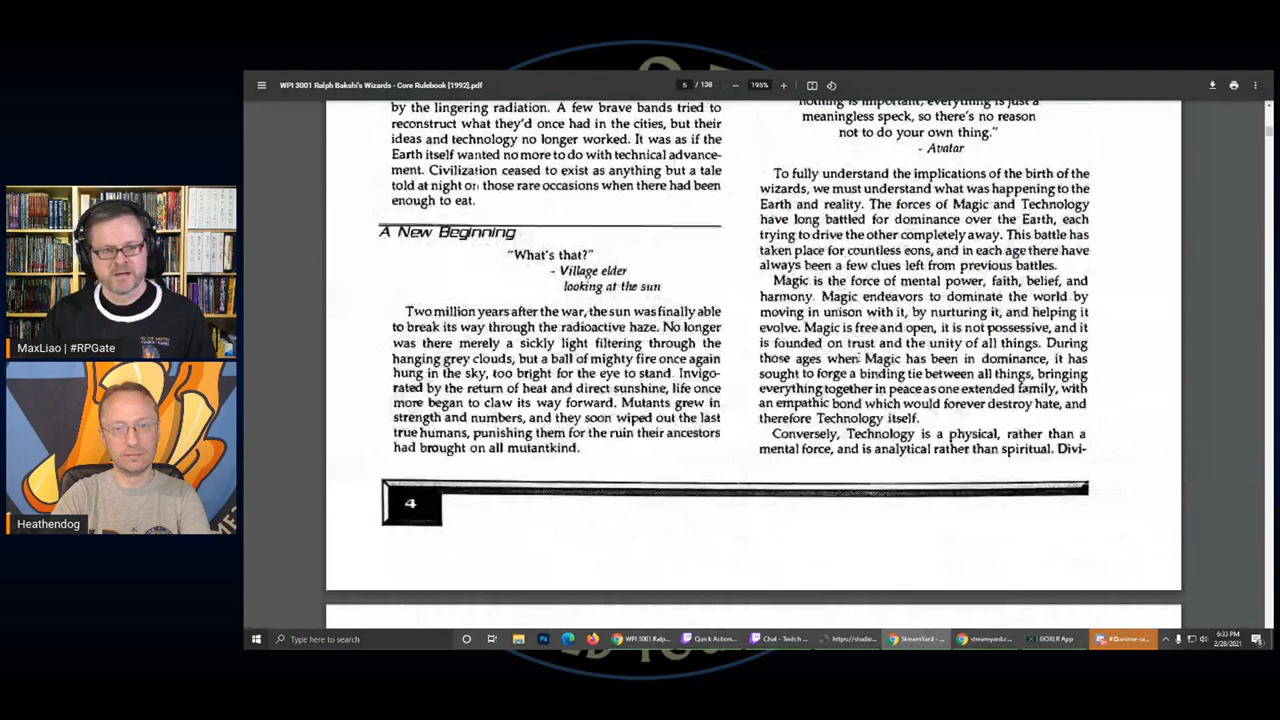 WPI 3001 Ralph Bakshi's Wizards - Core Rulebook [1992].pdf
5 / 138
195%
by the lingering radiation. A few brave bands tried to
reconstruct what they'd once had in the cities, but their
ideas and technology no longer worked. It was as if the
Earth itself wanted no more to do with technical advance-
ment. Civilization ceased to exist as anything but a tale
told at night on those rare occasions when there had been
enough to eat.
A New Beginning
"What's that?"
- Village elder
looking at the sun
Two million years after the war, the sun was finally able
to break its way through the radioactive haze. No longer
was there merely a sickly light filtering through the
hanging grey clouds, but a ball of mighty fire once again
hung in the sky, too bright for the eye to stand. Invigo-
rated by the return of heat and direct sunshine, life once
more began to claw its way forward. Mutants grew in
strength and numbers, and they soon wiped out the last
true humans, punishing them for the ruin their ancestors
had brought on all mutantkind.
4
nothing is important, everything is just a
meaningless speck, so there's no reason
not to do your own thing."
- Avatar
To fully understand the implications of the birth of the
wizards, we must understand what was happening to the
Earth and reality. The forces of Magic and Technology
have long battled for dominance over the Earth, each
trying to drive the other completely away. This battle has
taken place for countless eons, and in each age there have
always been a few clues left from previous battles.
Magic is the force of mental power, faith, belief, and
harmony. Magic endeavors to dominate the world by
moving in unison with it, by nurturing it, and helping it
evolve. Magic is free and open, it is not possessive, and it
is founded on trust and the unity of all things. During
those ages when Magic has been in dominance, it has
sought to forge a binding tie between all things, bringing
everything together in peace as one extended family, with
an empathic bond which would forever destroy hate, and
therefore Technology itself.
Conversely, Technology is a physical, rather than a
mental force, and is analytical rather than spiritual. Divi-
MaxLiao | #RPGate
Heathendog
Type here to search
WPI 3001 Ralp...
Quick Action...
Chat - Twitch ...
https://studio...
StreamYard - ...
streamyard.c...
GOXLR App
6:33 PM
2/20/2021